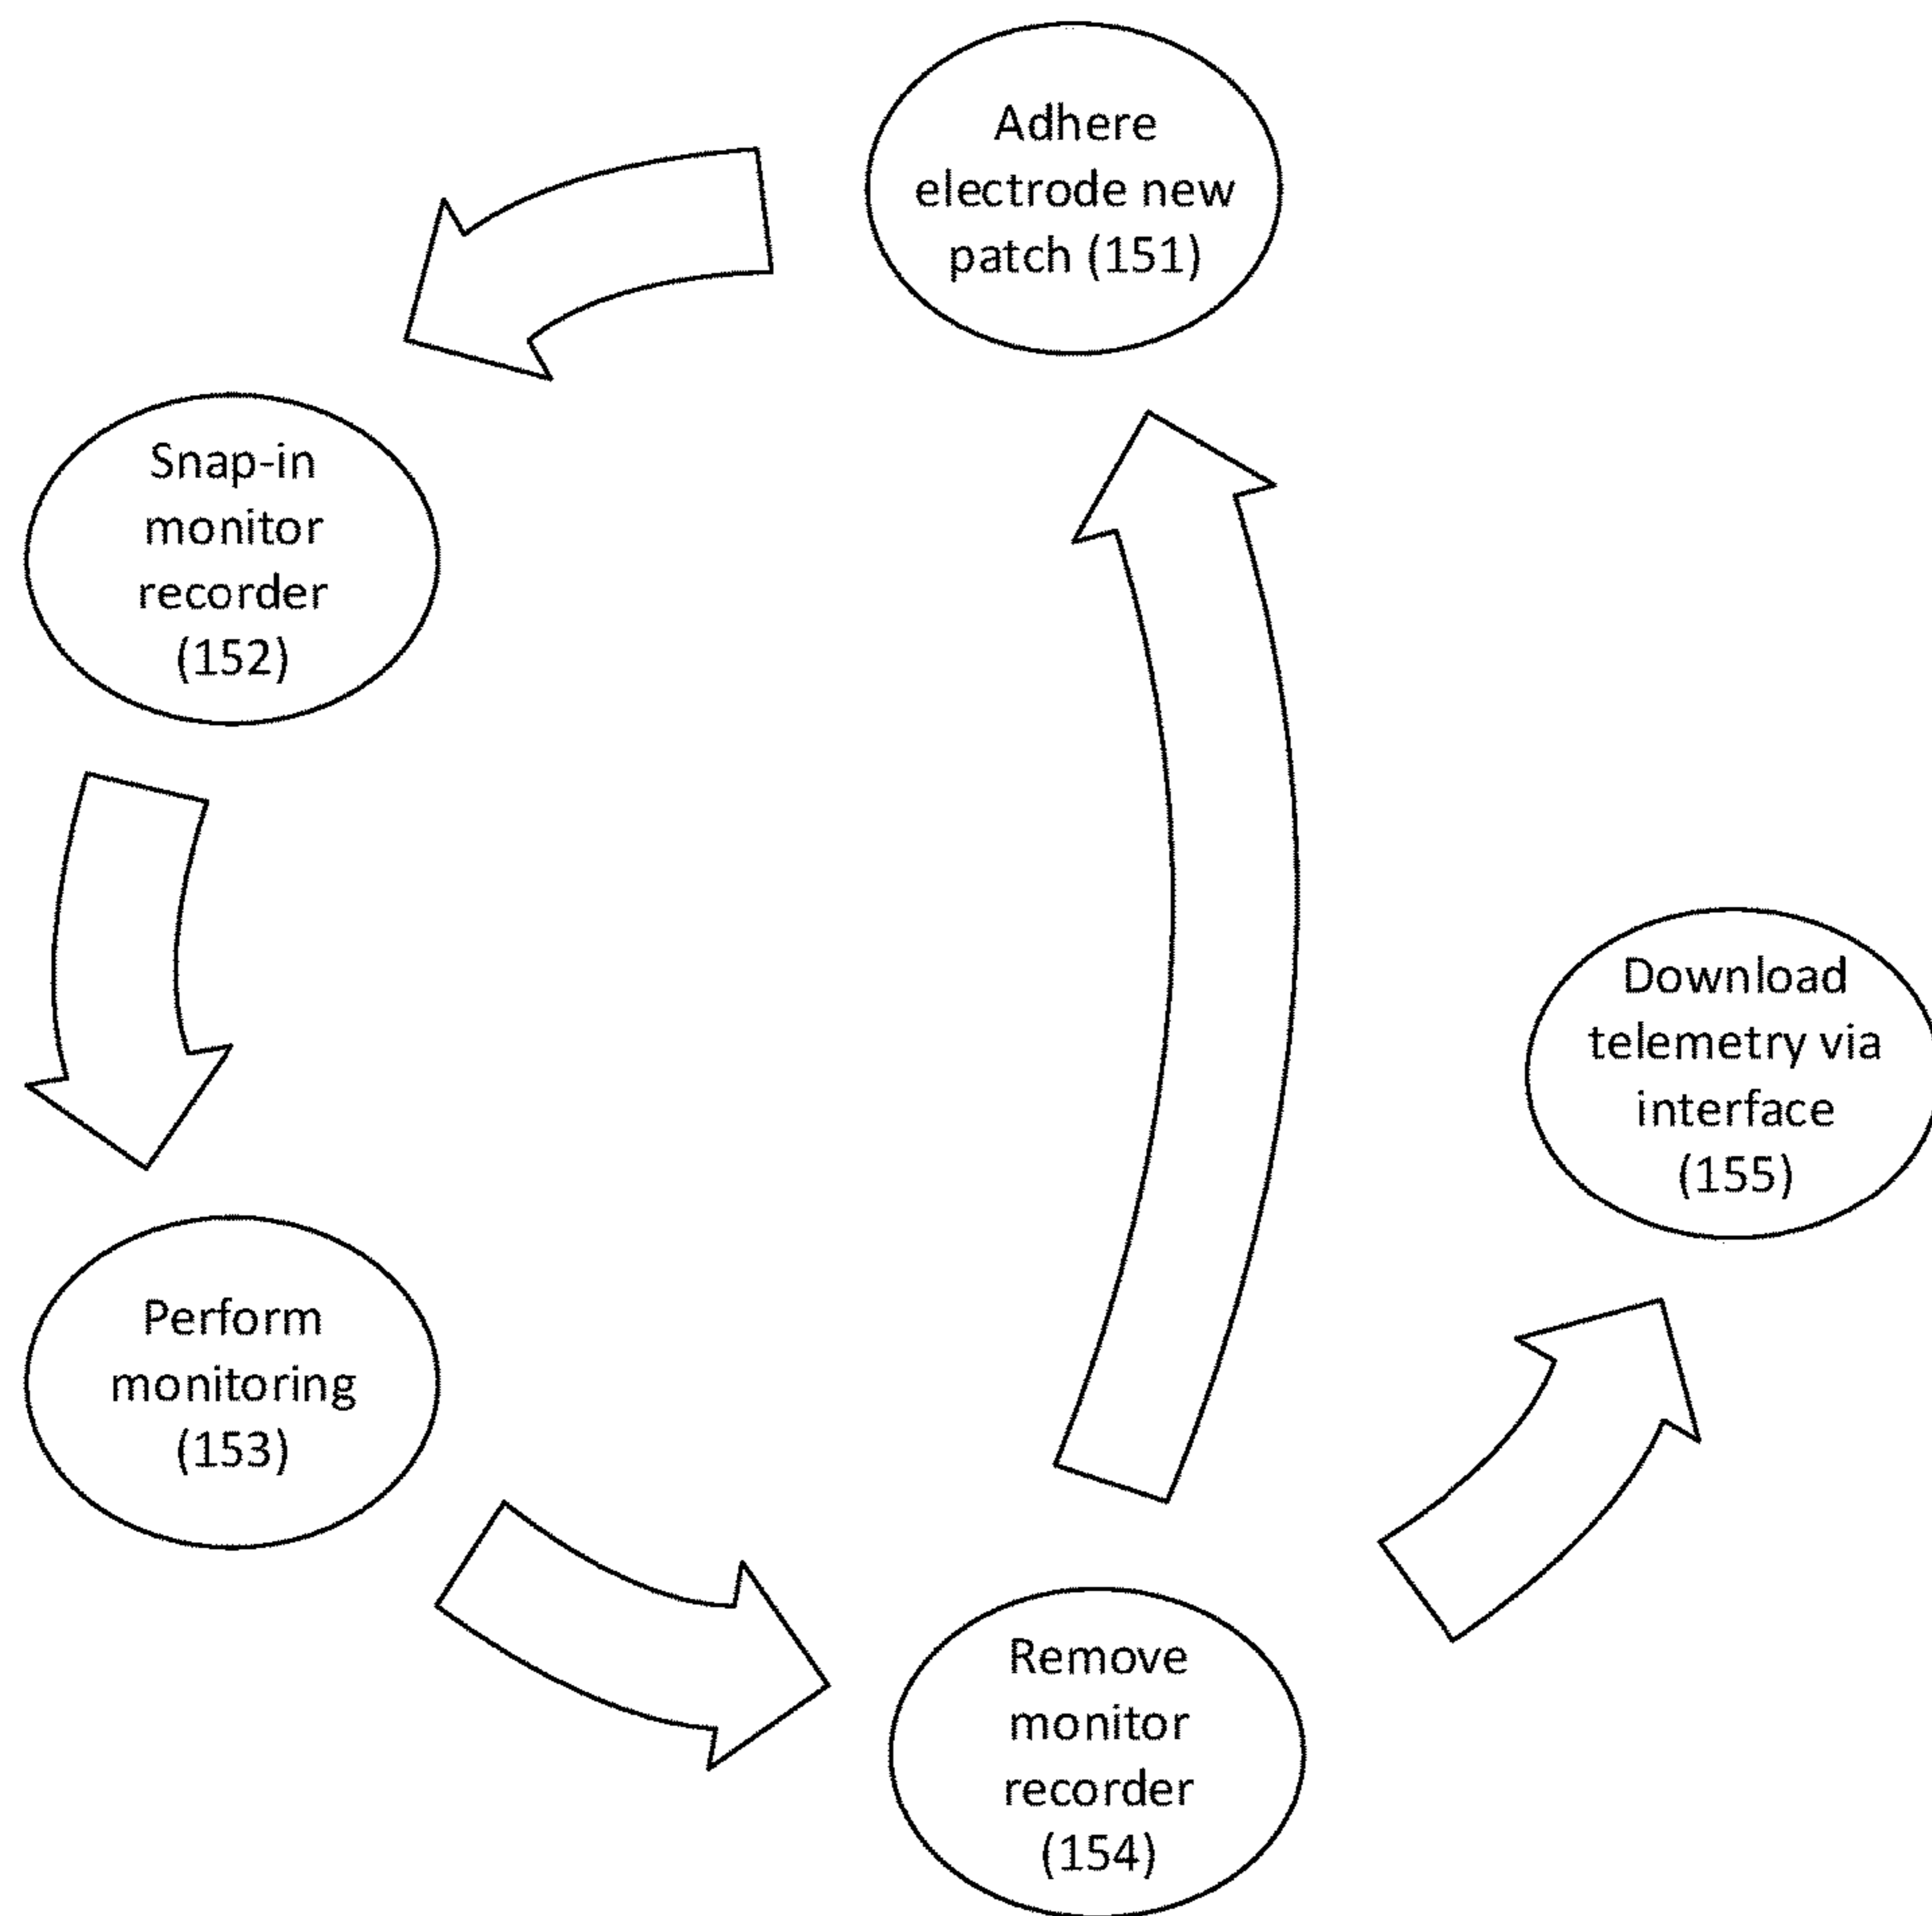 Adhere
electrode new
patch (151)
Snap-in
monitor
recorder
(152)
Perform
monitoring
(153)
Remove
monitor
recorder
(154)
Download
telemetry via
interface
(155)